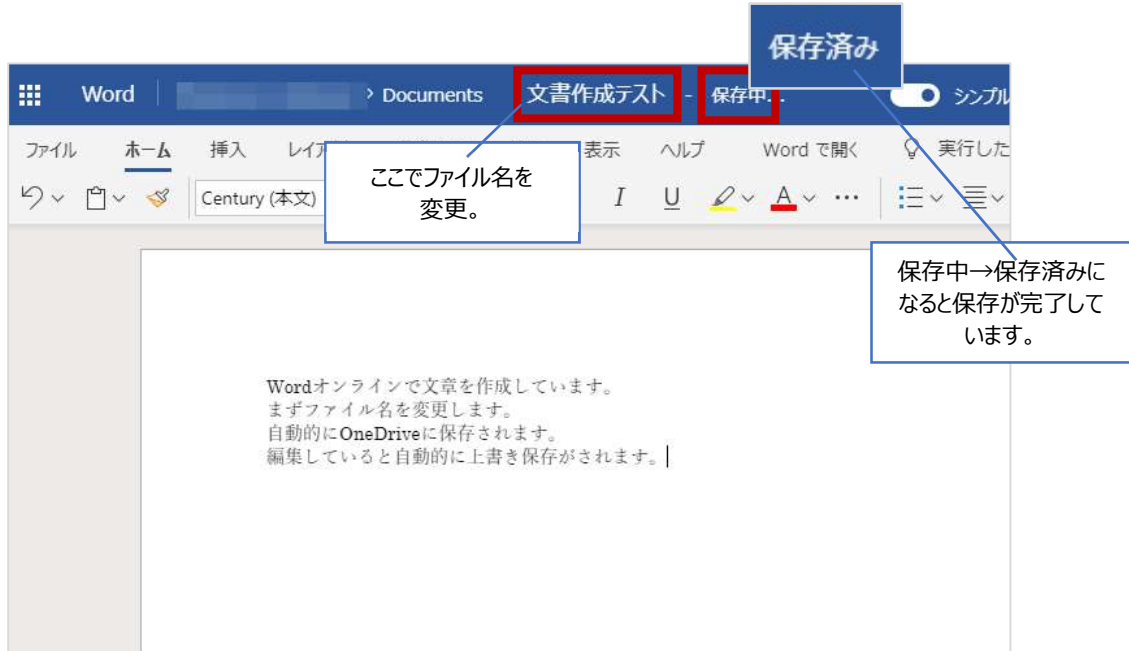 保存済み
Word > Documents 文書作成テスト - 保存中... シンプル
ファイル ホーム 挿入 表示 ヘルプ Word で開く 実行した
Century (本文) I U A ...
ここでファイル名を
変更。
保存中→保存済みに
なると保存が完了して
います。
Wordオンラインで文章を作成しています。
まずファイル名を変更します。
自動的にOneDriveに保存されます。
編集していると自動的に上書き保存がされます。